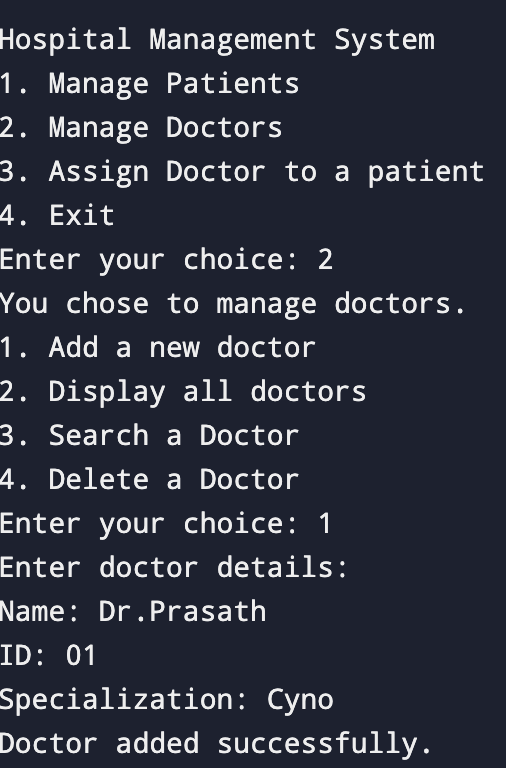 Hospital Management System
1. Manage Patients
2. Manage Doctors
3. Assign Doctor to a patient
4. Exit
Enter your choice: 2
You chose to manage doctors.
1. Add a new doctor
2. Display all doctors
3. Search a Doctor
4. Delete a Doctor
Enter your choice: 1
Enter doctor details:
Name: Dr.Prasath
ID: 01
Specialization: Cyno
Doctor added successfully.